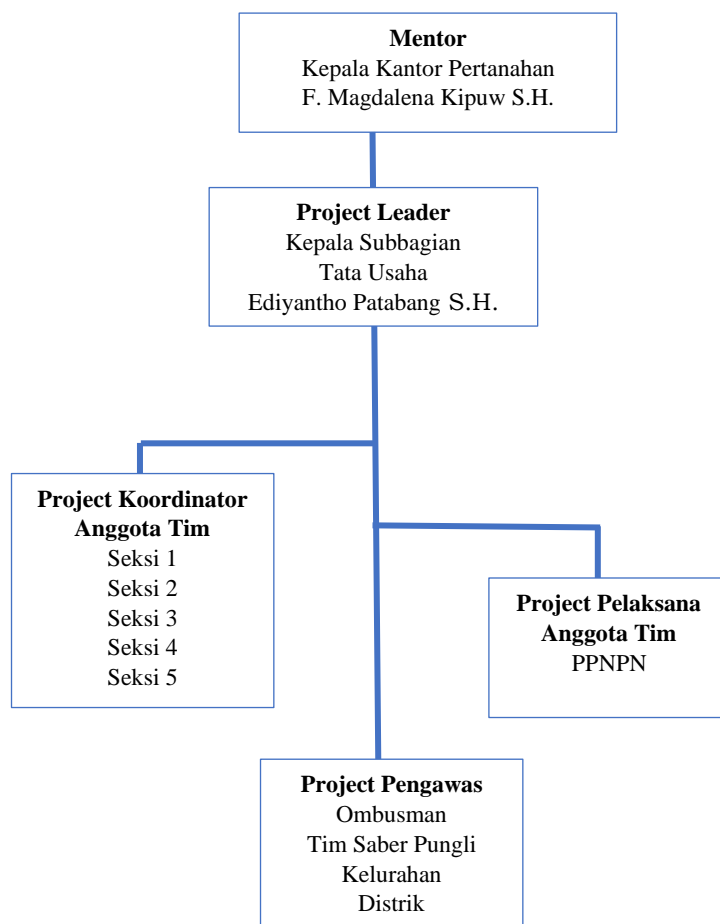 Mentor
Kepala Kantor Pertanahan
F. Magdalena Kipuw S.H.
Project Leader
Kepala Subbagian
Tata Usaha
Ediyantho Patabang S.H.
Project Koordinator
Anggota Tim
Seksi 1
Seksi 2
Seksi 3
Seksi 4
Seksi 5
Project Pelaksana
Anggota Tim
PPNPN
Project Pengawas
Ombusman
Tim Saber Pungli
Kelurahan
Distrik